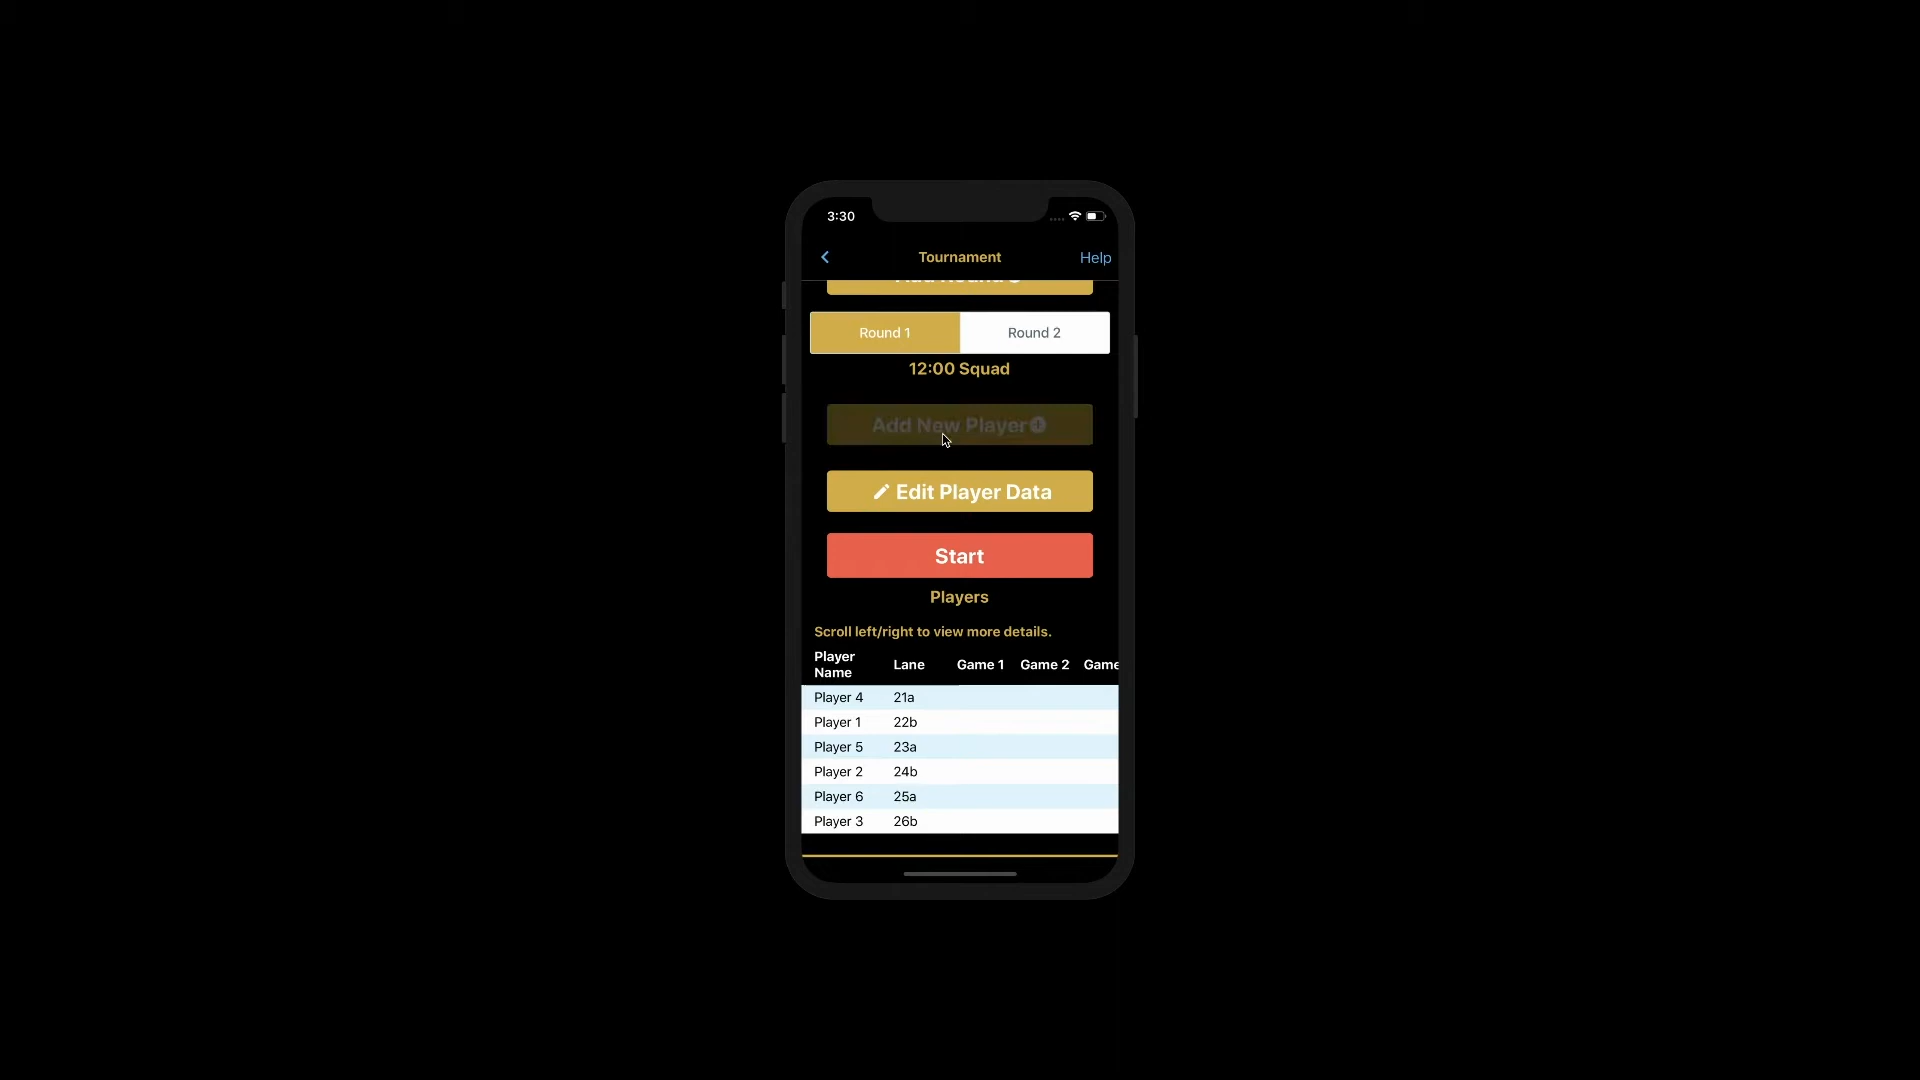 3:30
Tournament
Help
Add Round
Round 1
Round 2
12:00 Squad
Add New Player
Edit Player Data
Start
Players
Scroll left/right to view more details.
Player Name
Lane
Game 1
Game 2
Game
Player 4
21a
Player 1
22b
Player 5
23a
Player 2
24b
Player 6
25a
Player 3
26b